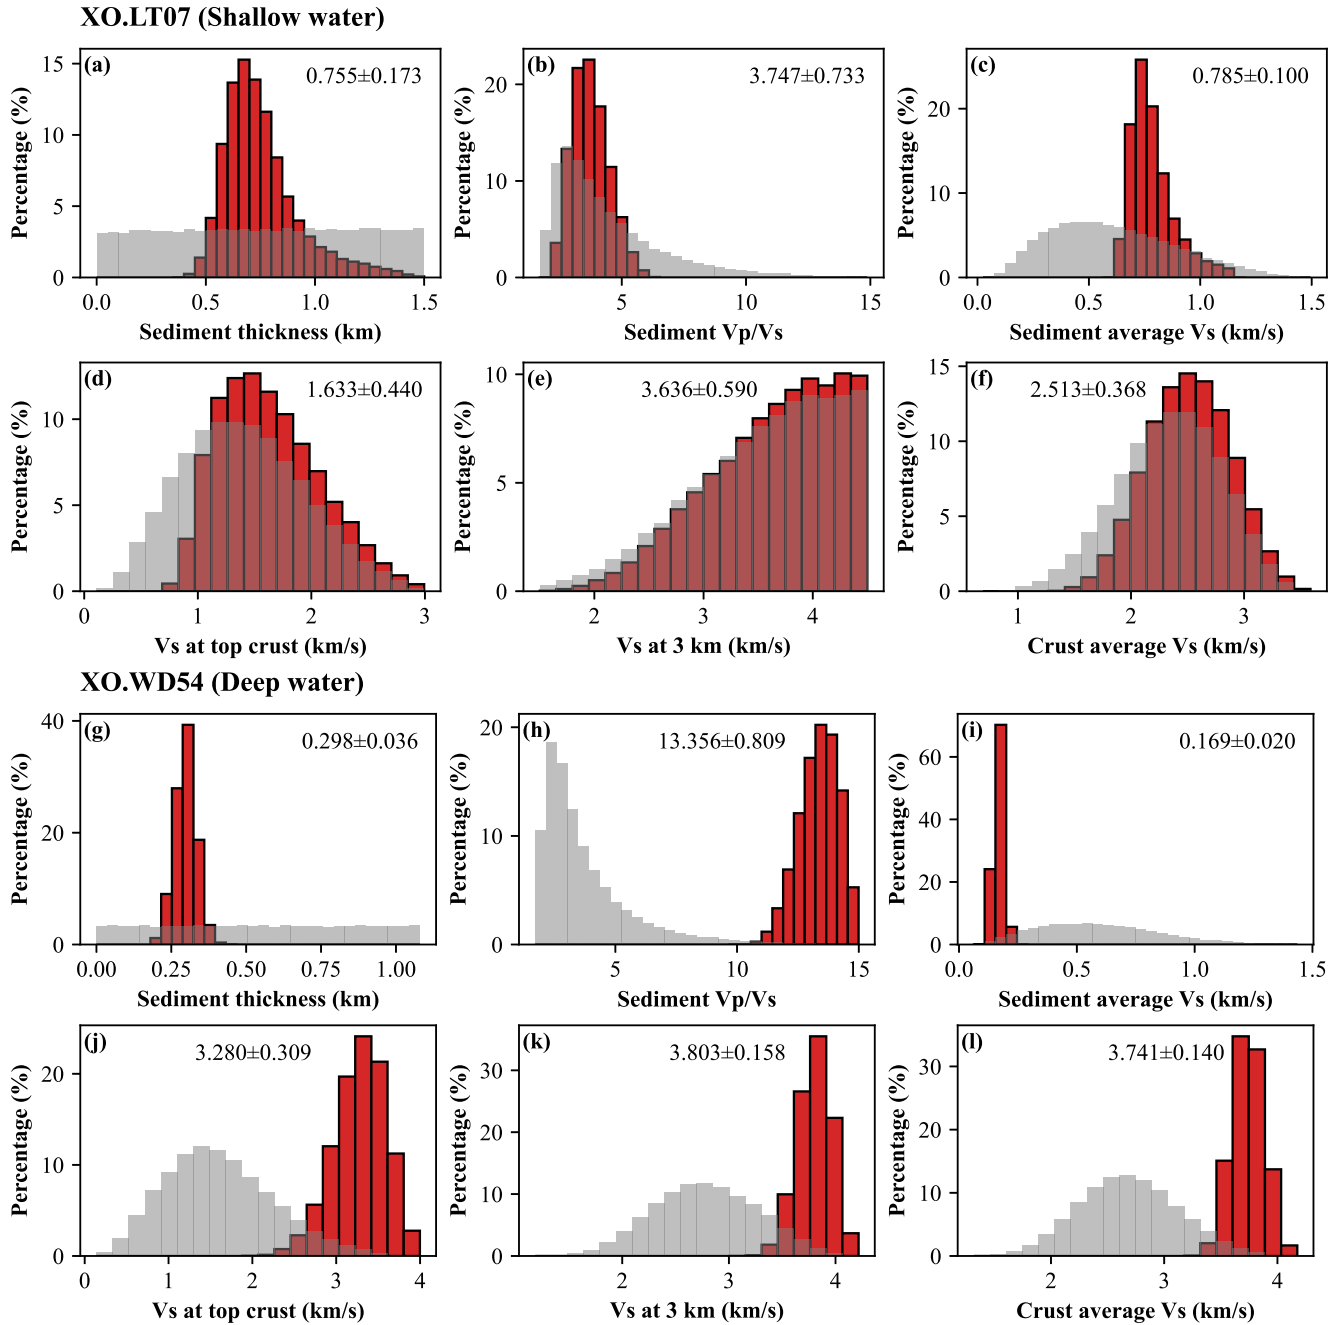 XO.LT07 (Shallow water)
(a) 0.755±0.173
Percentage (%)
15
10
5
0
0.0 0.5 1.0 1.5
Sediment thickness (km)
(b) 3.747±0.733
Percentage (%)
20
10
0
5 10 15
Sediment Vp/Vs
(c) 0.785±0.100
Percentage (%)
20
10
0
0.0 0.5 1.0 1.5
Sediment average Vs (km/s)
(d) 1.633±0.440
Percentage (%)
10
5
0
0 1 2 3
Vs at top crust (km/s)
(e) 3.636±0.590
Percentage (%)
10
5
0
2 3 4
Vs at 3 km (km/s)
(f) 2.513±0.368
Percentage (%)
15
10
5
0
1 2 3
Crust average Vs (km/s)
XO.WD54 (Deep water)
(g) 0.298±0.036
Percentage (%)
40
20
0
0.00 0.25 0.50 0.75 1.00
Sediment thickness (km)
(h) 13.356±0.809
Percentage (%)
20
10
0
5 10 15
Sediment Vp/Vs
(i) 0.169±0.020
Percentage (%)
60
40
20
0
0.0 0.5 1.0 1.5
Sediment average Vs (km/s)
(j) 3.280±0.309
Percentage (%)
20
10
0
0 1 2 3 4
Vs at top crust (km/s)
(k) 3.803±0.158
Percentage (%)
30
20
10
0
2 3 4
Vs at 3 km (km/s)
(l) 3.741±0.140
Percentage (%)
30
20
10
0
2 3 4
Crust average Vs (km/s)